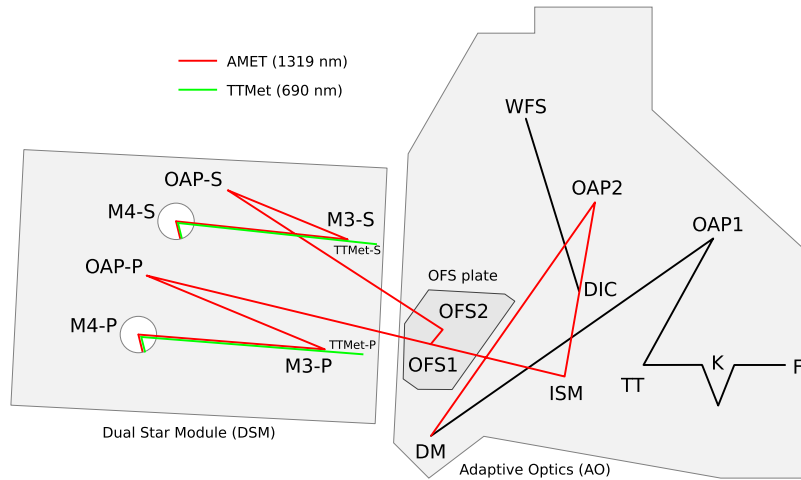 AMET (1319 nm)
TTMet (690 nm)
WFS
OAP-S
OAP2
M4-S
M3-S
OAP1
TTMet-S
OAP-P
OFS plate
DIC
OFS2
M4-P
TTMet-P
M3-P
OFS1
K
F
TT
ISM
Dual Star Module (DSM)
DM
Adaptive Optics (AO)